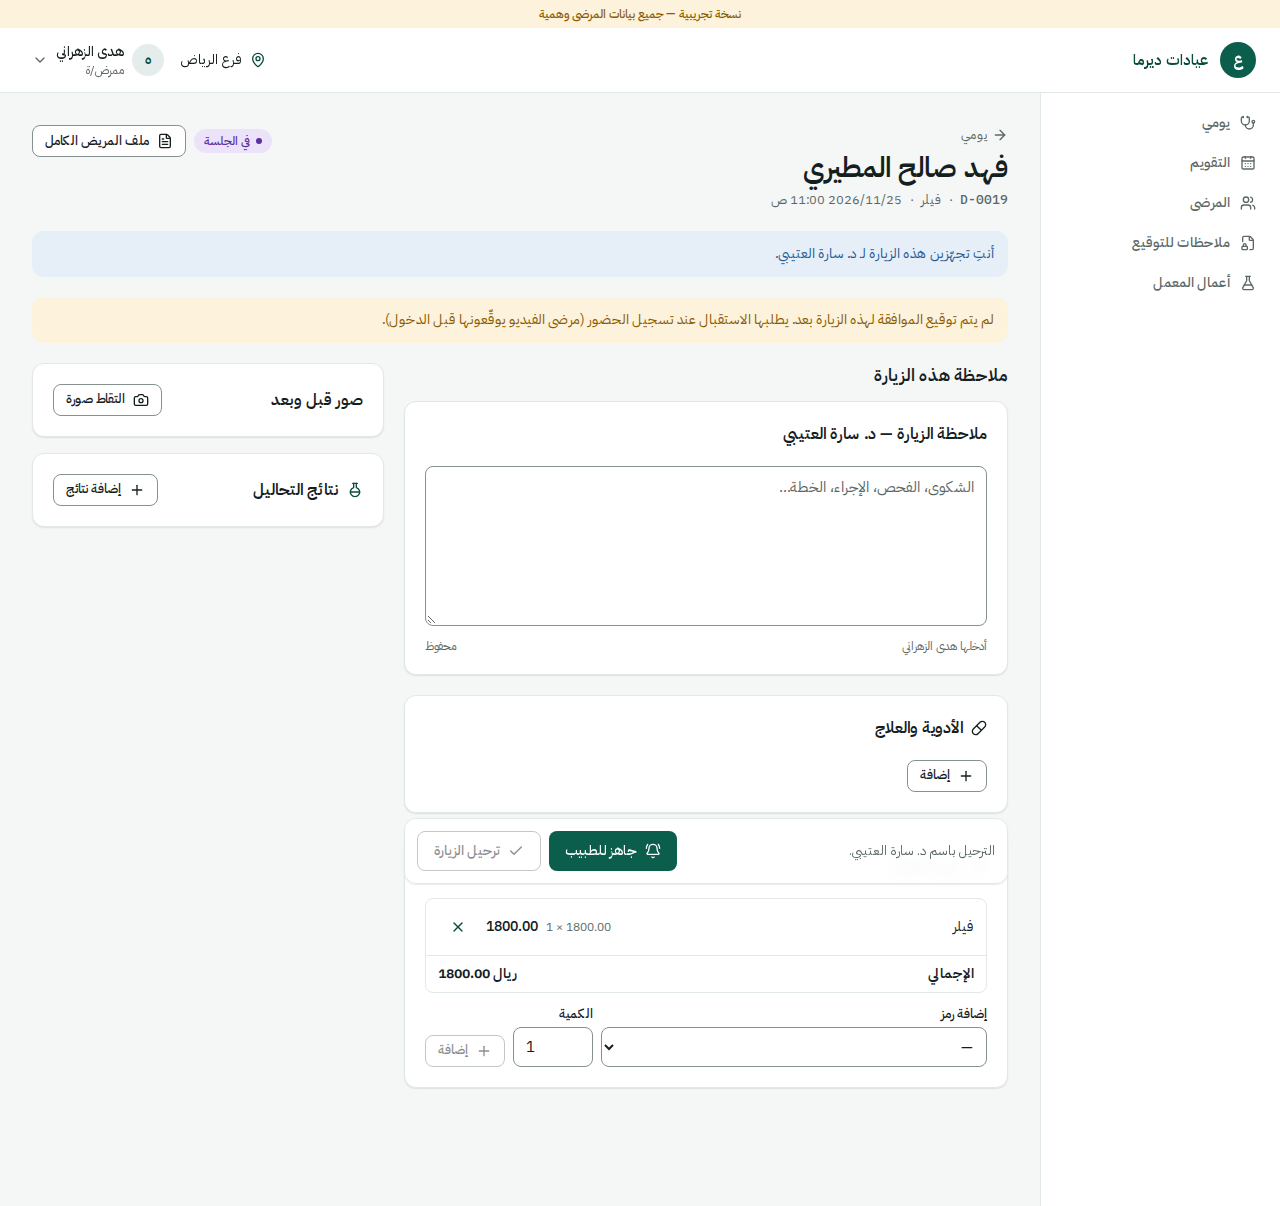 نسخة تجريبية — جميع بيانات المرضى وهمية
ع
عيادات ديرما
فرع الرياض
ه
هدى الزهراني
ممرض/ة
يومي
التقويم
المرضى
ملاحظات للتوقيع
أعمال المعمل
يومي
فهد صالح المطيري
D-0019 · فيلر · 2026/11/25 11:00 ص
في الجلسة
ملف المريض الكامل
أنتِ تجهّزين هذه الزيارة لـ د. سارة العتيبي.
لم يتم توقيع الموافقة لهذه الزيارة بعد. يطلبها الاستقبال عند تسجيل الحضور (مرضى الفيديو يوقّعونها قبل الدخول).
ملاحظة هذه الزيارة
ملاحظة الزيارة — د. سارة العتيبي
الشكوى، الفحص، الإجراء، الخطة...
أدخلها هدى الزهراني
محفوظ
الأدوية والعلاج
إضافة
الترحيل باسم د. سارة العتيبي.
جاهز للطبيب
ترحيل الزيارة
فيلر
1 × 1800.00
1800.00
الإجمالي
1800.00 ريال
إضافة رمز
الكمية
—
1
إضافة
صور قبل وبعد
التقاط صورة
نتائج التحاليل
إضافة نتائج